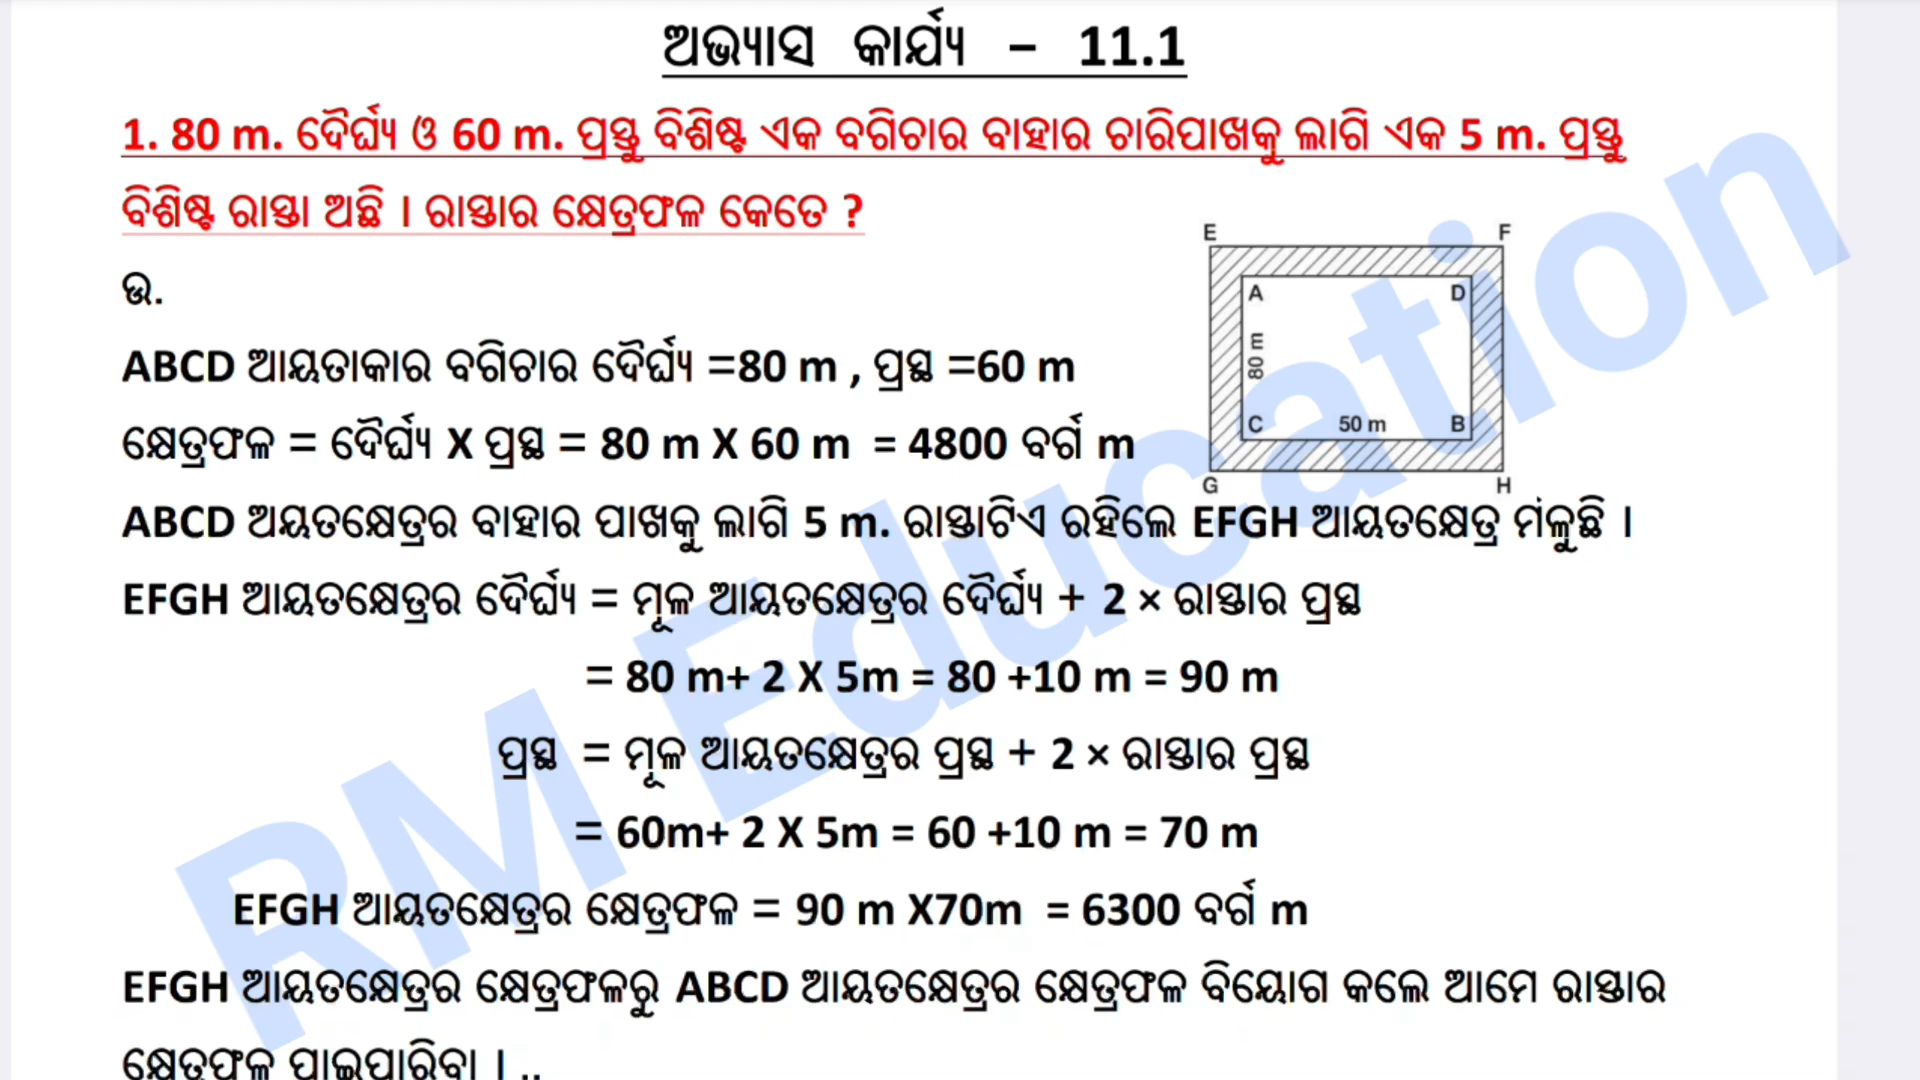 ଅଭ୍ୟାସ କାର୍ଯ୍ୟ – 11.1
1. 80 m. ଦୈର୍ଘ୍ୟ ଓ 60 m. ପ୍ରସ୍ଥ ବିଶିଷ୍ଟ ଏକ ବଗିଚାର ବାହାର ଚାରିପାଖକୁ ଲାଗି ଏକ 5 m. ପ୍ରସ୍ଥ
ବିଶିଷ୍ଟ ରାସ୍ତା ଅଛି । ରାସ୍ତାର କ୍ଷେତ୍ରଫଳ କେତେ ?
ଉ.
E F
A D
80 m
C 50 m B
G H
ABCD ଆୟତାକାର ବଗିଚାର ଦୈର୍ଘ୍ୟ =80 m , ପ୍ରସ୍ଥ =60 m
କ୍ଷେତ୍ରଫଳ = ଦୈର୍ଘ୍ୟ X ପ୍ରସ୍ଥ = 80 m X 60 m = 4800 ବର୍ଗ m
ABCD ଅୟତକ୍ଷେତ୍ରର ବାହାର ପାଖକୁ ଲାଗି 5 m. ରାସ୍ତାଟିଏ ରହିଲେ EFGH ଆୟତକ୍ଷେତ୍ର ମିଳୁଛି ।
EFGH ଆୟତକ୍ଷେତ୍ରର ଦୈର୍ଘ୍ୟ = ମୂଳ ଆୟତକ୍ଷେତ୍ରର ଦୈର୍ଘ୍ୟ + 2 × ରାସ୍ତାର ପ୍ରସ୍ଥ
= 80 m+ 2 X 5m = 80 +10 m = 90 m
ପ୍ରସ୍ଥ = ମୂଳ ଆୟତକ୍ଷେତ୍ରର ପ୍ରସ୍ଥ + 2 × ରାସ୍ତାର ପ୍ରସ୍ଥ
= 60m+ 2 X 5m = 60 +10 m = 70 m
EFGH ଆୟତକ୍ଷେତ୍ରର କ୍ଷେତ୍ରଫଳ = 90 m X70m = 6300 ବର୍ଗ m
EFGH ଆୟତକ୍ଷେତ୍ରର କ୍ଷେତ୍ରଫଳରୁ ABCD ଆୟତକ୍ଷେତ୍ରର କ୍ଷେତ୍ରଫଳ ବିୟୋଗ କଲେ ଆମେ ରାସ୍ତାର
କ୍ଷେତ୍ରଫଳ ପାଇପାରିବା । ..
RM Education